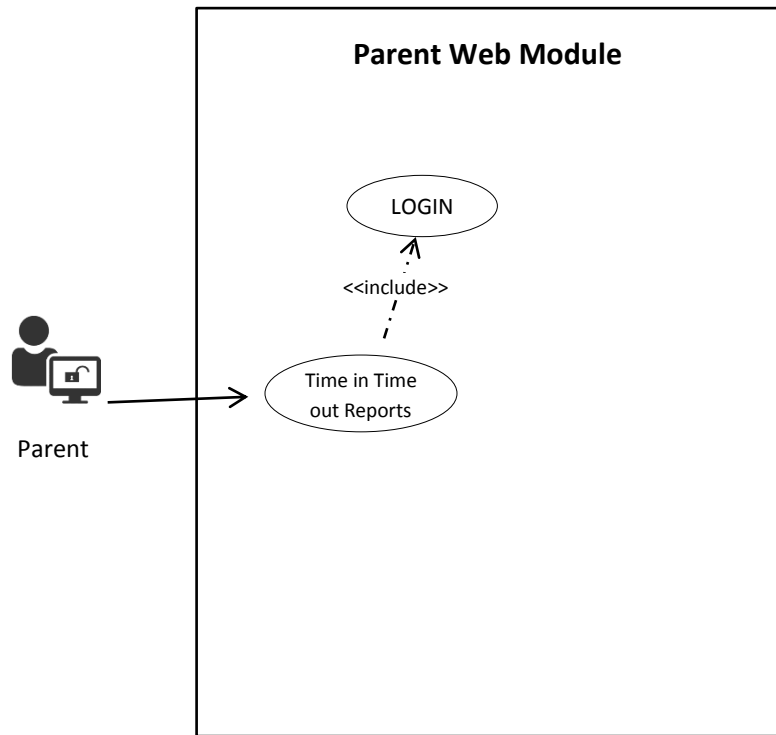 Parent Web Module
LOGIN
<<include>>
Time in Time
out Reports
Parent